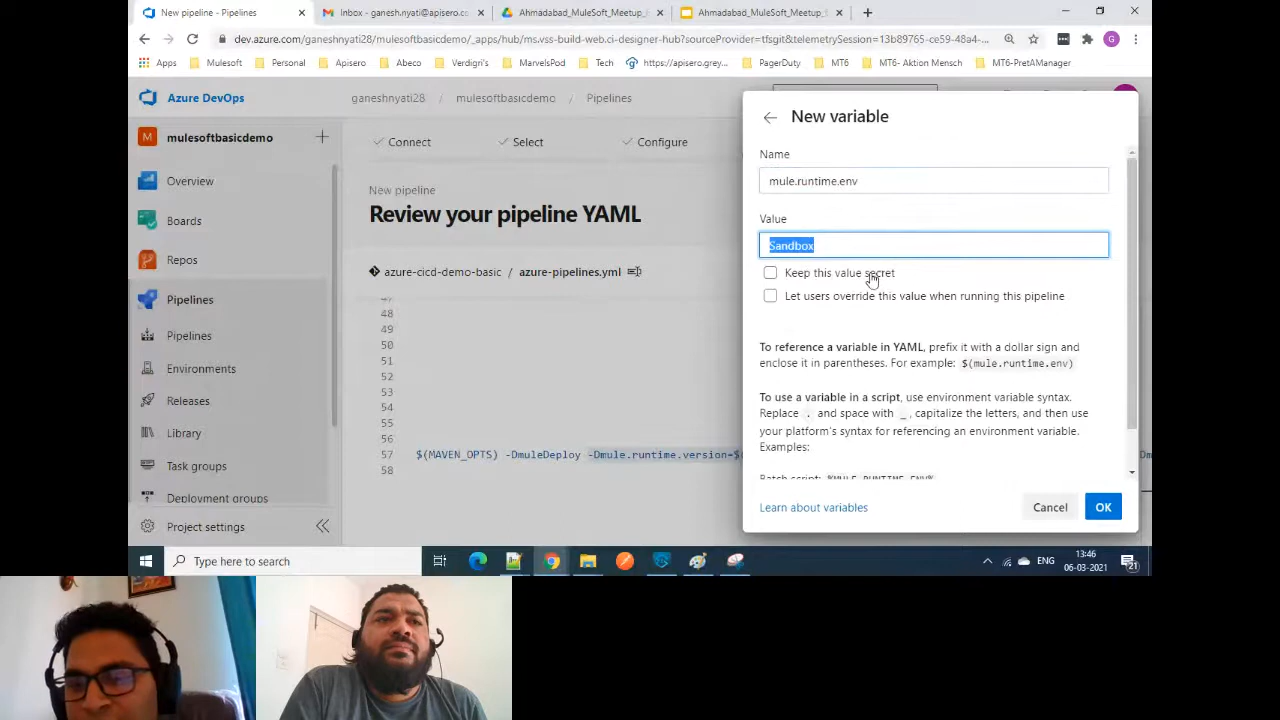 New pipeline - Pipelines
Inbox - ganesh.nyati@apisero.c
Ahmadabad_MuleSoft_Meetup_
Ahmadabad_MuleSoft_Meetup_
dev.azure.com/ganeshnyati28/mulesoftbasicdemo/_apps/hub/ms.vss-build-web.ci-designer-hub?sourceProvider=tfsgit&telemetrySession=13b89765-ce59-48a4-...
Apps
Mulesoft
Personal
Apisero
Abeco
Verdigri's
MarvelsPod
Tech
https://apisero.grey...
PagerDuty
MT6
MT6- Aktion Mensch
MT6-PretAManager
Azure DevOps
ganeshnyati28 / mulesoftbasicdemo / Pipelines
M mulesoftbasicdemo
Overview
Boards
Repos
Pipelines
Pipelines
Environments
Releases
Library
Task groups
Deployment groups
Project settings
Connect
Select
Configure
New pipeline
Review your pipeline YAML
azure-cicd-demo-basic / azure-pipelines.yml
48
49
50
51
52
53
54
55
56
57 $(MAVEN_OPTS) -DmuleDeploy -Dmule.runtime.version=$(
58
New variable
Name
mule.runtime.env
Value
Sandbox
Keep this value secret
Let users override this value when running this pipeline
To reference a variable in YAML, prefix it with a dollar sign and
enclose it in parentheses. For example: $(mule.runtime.env)
To use a variable in a script, use environment variable syntax.
Replace . and space with _, capitalize the letters, and then use
your platform's syntax for referencing an environment variable.
Examples:
Batch script: %MULE_RUNTIME_ENV%
Learn about variables
Cancel
OK
Type here to search
ENG
13:46
06-03-2021
21